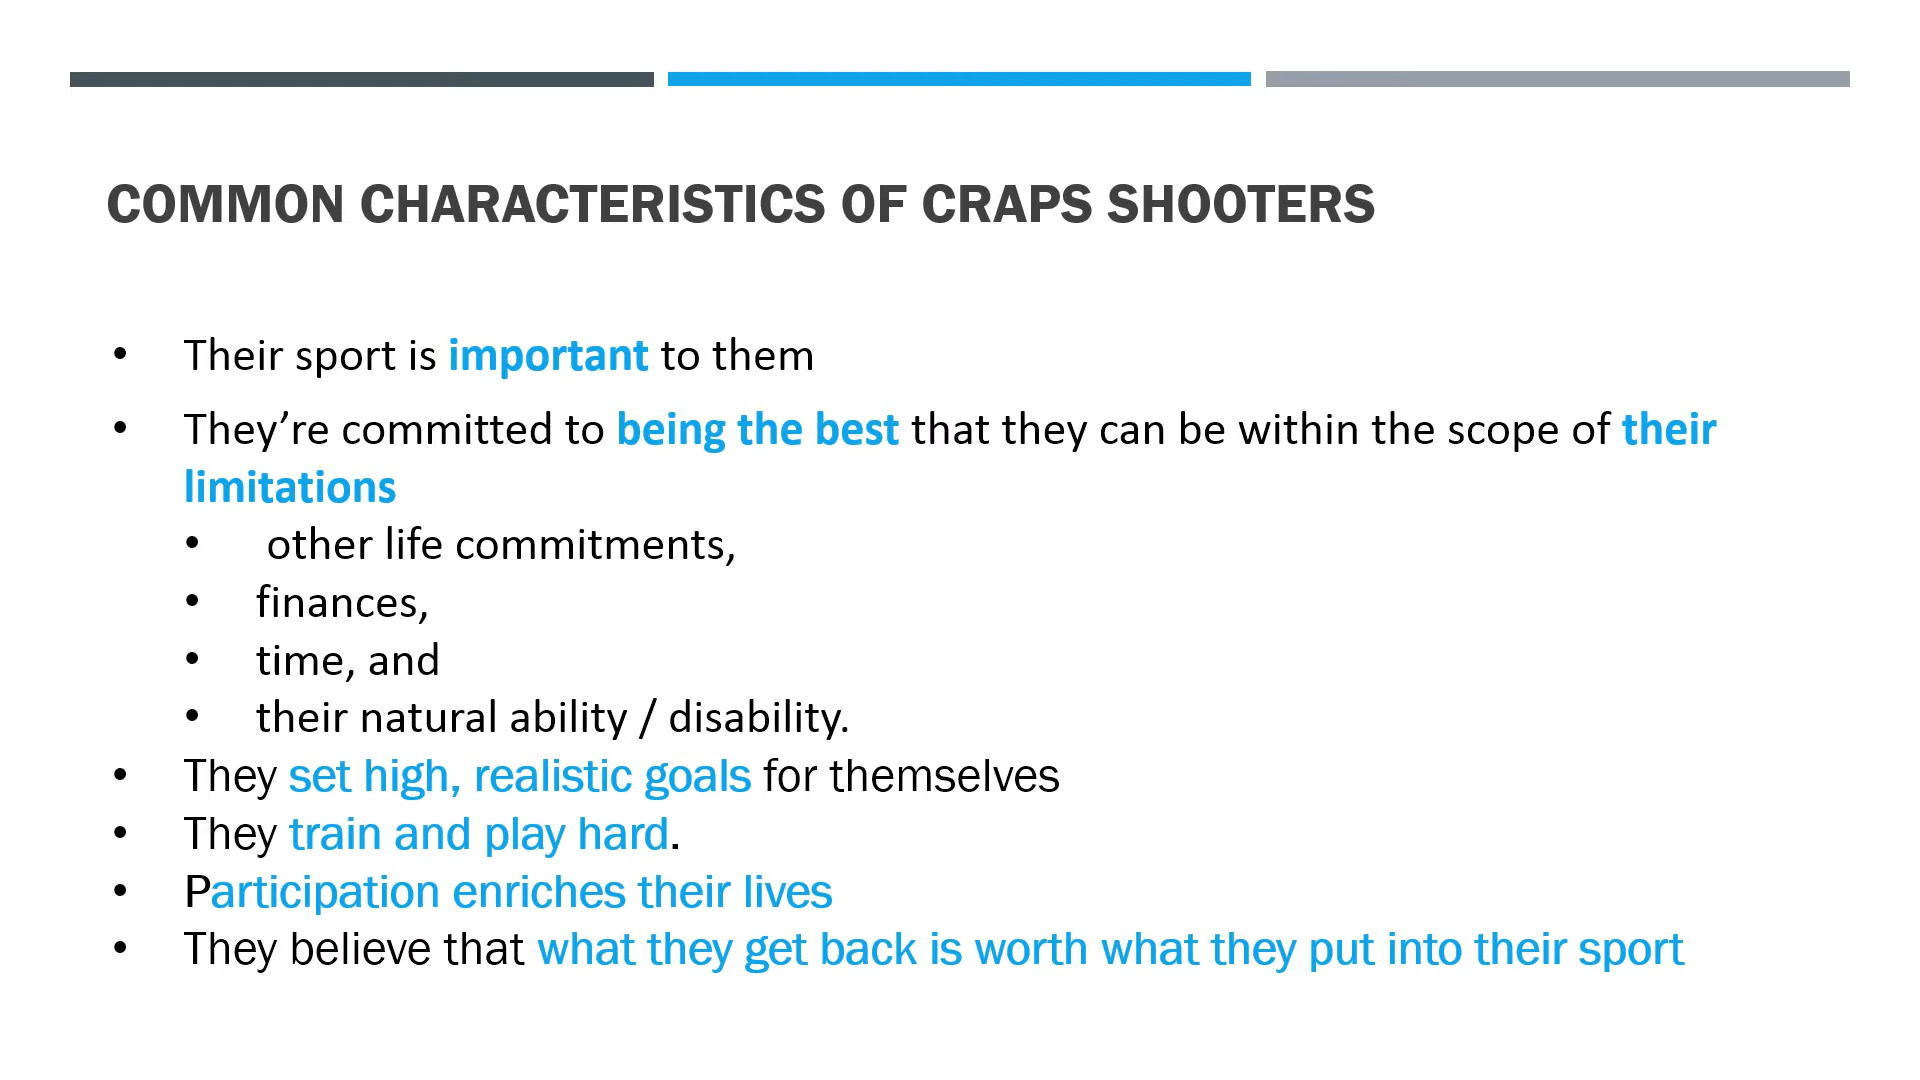 COMMON CHARACTERISTICS OF CRAPS SHOOTERS
• Their sport is important to them
• They’re committed to being the best that they can be within the scope of their
limitations
• other life commitments,
• finances,
• time, and
• their natural ability / disability.
• They set high, realistic goals for themselves
• They train and play hard.
• Participation enriches their lives
• They believe that what they get back is worth what they put into their sport